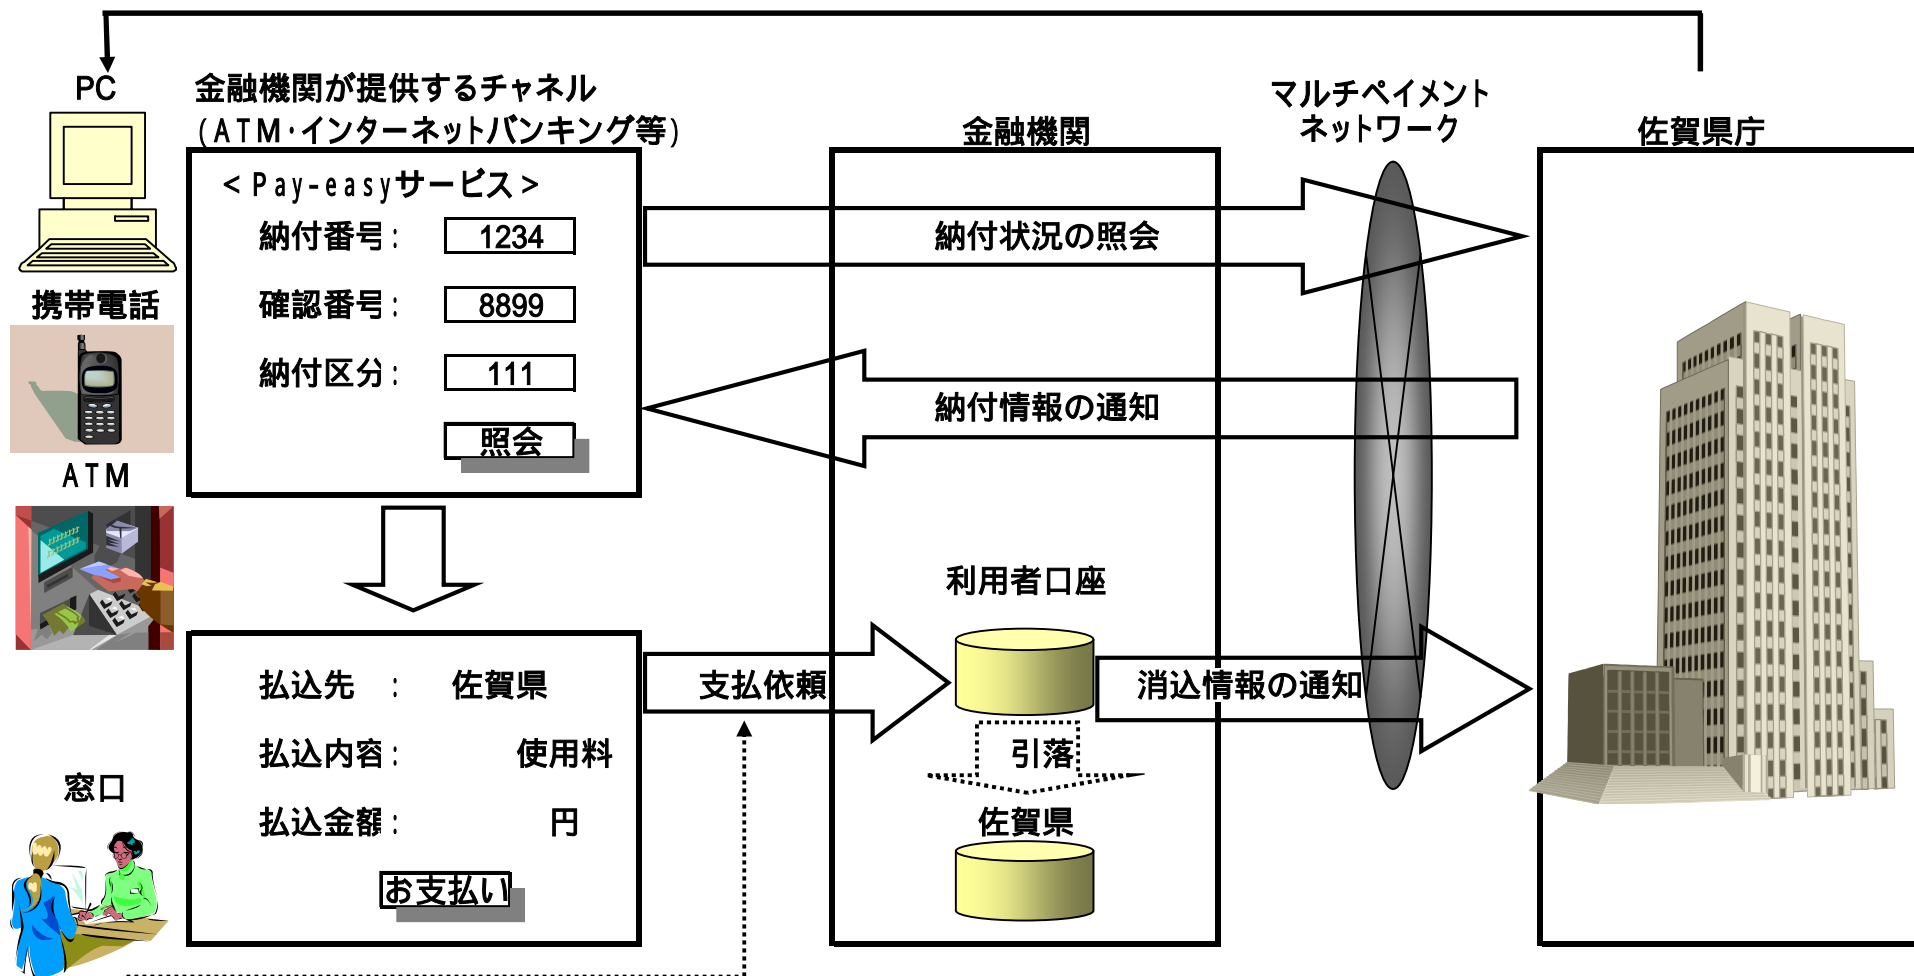 PC
金融機関が提供するチャネル
(ATM・インターネットバンキング等)
金融機関
マルチペイメント
ネットワーク
佐賀県庁
<Pay-easyサービス>
納付番号: 1234
確認番号: 8899
納付区分: 111
照会
納付状況の照会
納付情報の通知
携帯電話
ATM
窓口
払込先 : 佐賀県
払込内容: 使用料
払込金額: 円
お支払い
支払依頼
利用者口座
消込情報の通知
引落
佐賀県